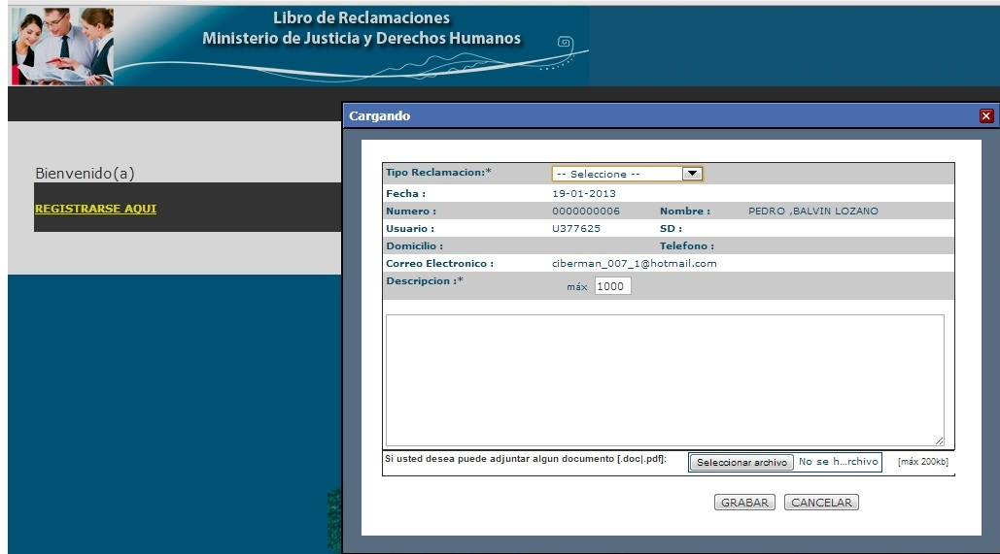 Libro de Reclamaciones
Ministerio de Justicia y Derechos Humanos
Cargando
Bienvenido(a)
REGISTRARSE AQUI
Tipo Reclamacion:* -- Seleccione --
Fecha : 19-01-2013
Numero : 0000000006 Nombre : PEDRO ,BALVIN LOZANO
Usuario : U377625 SD :
Domicilio : Telefono :
Correo Electronico : ciberman_007_1@hotmail.com
Descripcion :* máx 1000
Si usted desea puede adjuntar algun documento [.doc|.pdf]: Seleccionar archivo No se h...rchivo [máx 200kb]
GRABAR CANCELAR